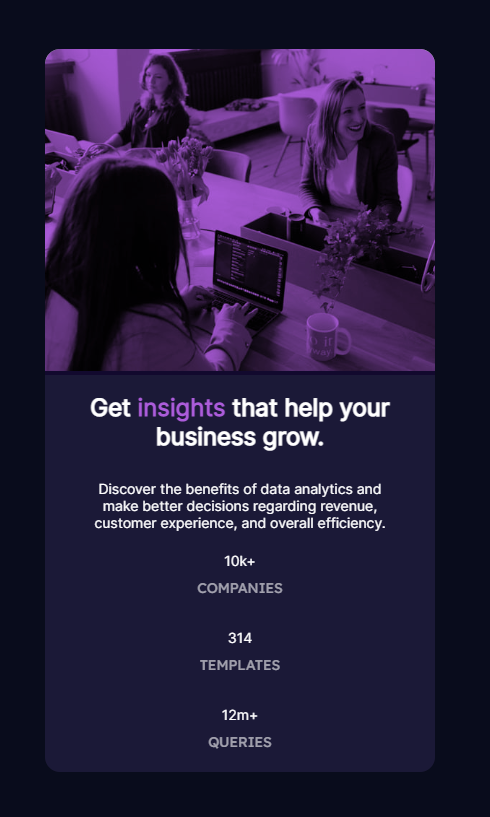 Get insights that help your
business grow.
Discover the benefits of data analytics and
make better decisions regarding revenue,
customer experience, and overall efficiency.
10k+
COMPANIES
314
TEMPLATES
12m+
QUERIES